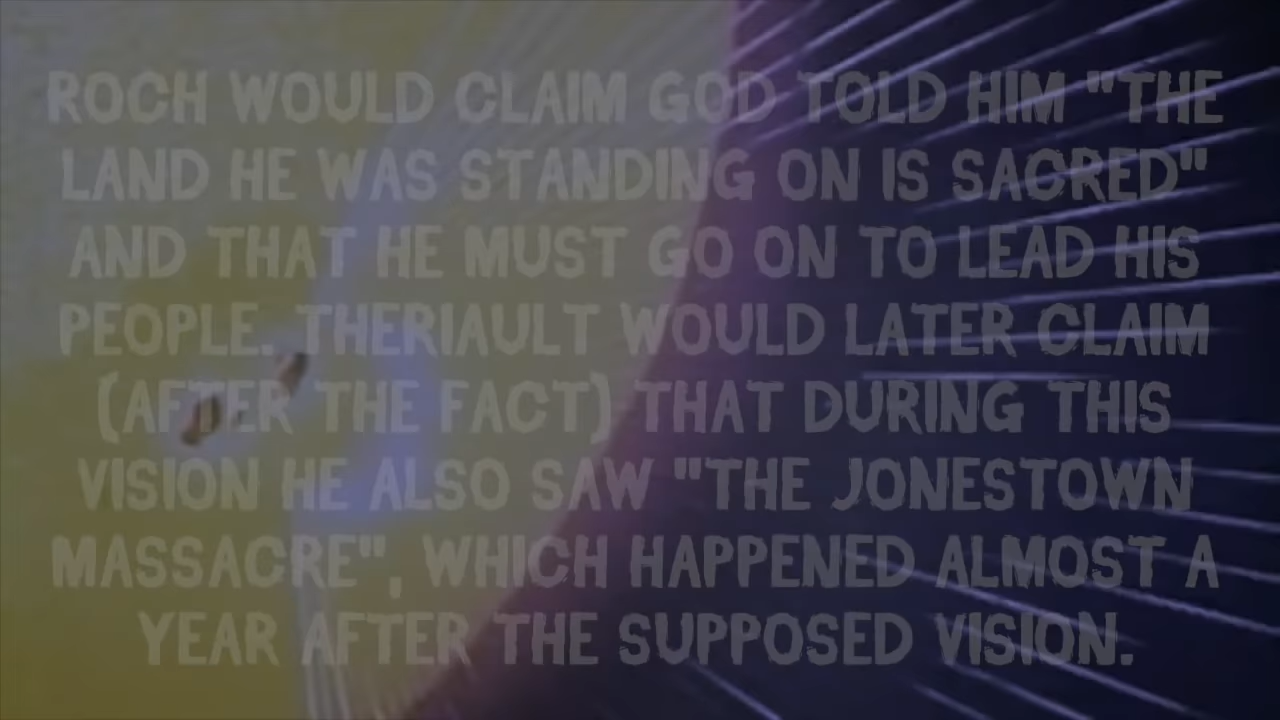 ROCH WOULD CLAIM GOD TOLD HIM "THE
LAND HE WAS STANDING ON IS SACRED"
AND THAT HE MUST GO ON TO LEAD HIS
PEOPLE. THERIAULT WOULD LATER CLAIM
(AFTER THE FACT) THAT DURING THIS
VISION HE ALSO SAW "THE JONESTOWN
MASSACRE", WHICH HAPPENED ALMOST A
YEAR AFTER THE SUPPOSED VISION.